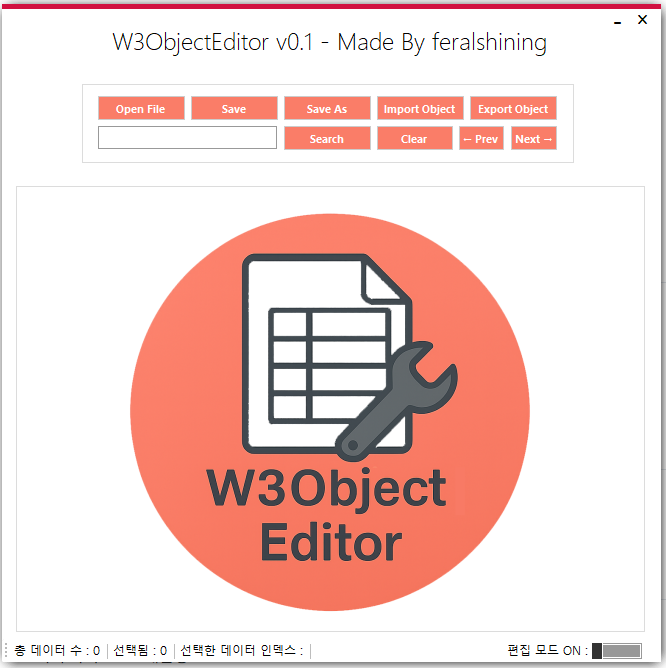 W3ObjectEditor v0.1 - Made By feralshining
Open File Save Save As Import Object Export Object
Search Clear ← Prev Next →
W3Object
Editor
총 데이터 수 : 0 선택됨 : 0 선택한 데이터 인덱스 : 편집 모드 ON :